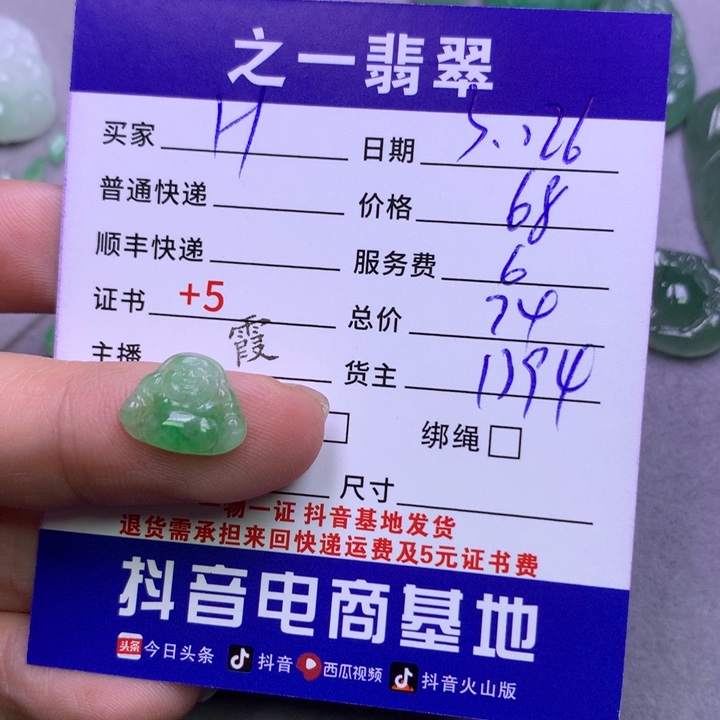 之一翡翠
买家 H 日期 5.26
普通快递 价格 68
顺丰快递 服务费 6
证书 +5 总价 74
主播 霞 货主
绑绳
尺寸
物一证 抖音基地发货
退货需承担来回快递运费及5元证书费
抖音电商基地
头条 今日头条 抖音 西瓜视频 抖音火山版